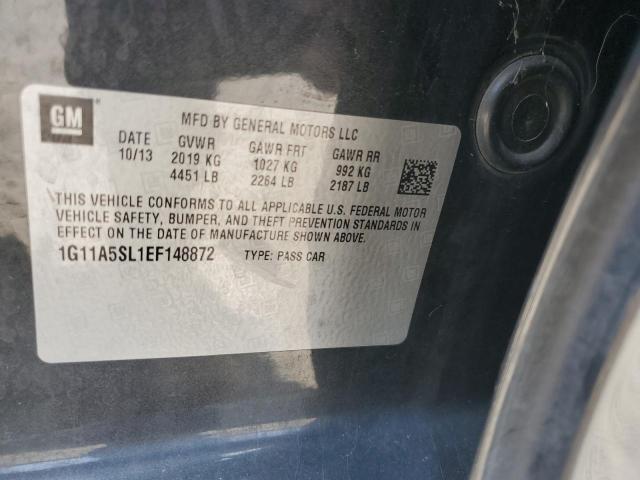 GM
MFD BY GENERAL MOTORS LLC
DATE GVWR GAWR FRT GAWR RR
10/13 2019 KG 1027 KG 992 KG
4451 LB 2264 LB 2187 LB
THIS VEHICLE CONFORMS TO ALL APPLICABLE U.S. FEDERAL MOTOR
VEHICLE SAFETY, BUMPER, AND THEFT PREVENTION STANDARDS IN
EFFECT ON THE DATE OF MANUFACTURE SHOWN ABOVE.
1G11A5SL1EF148872 TYPE: PASS CAR